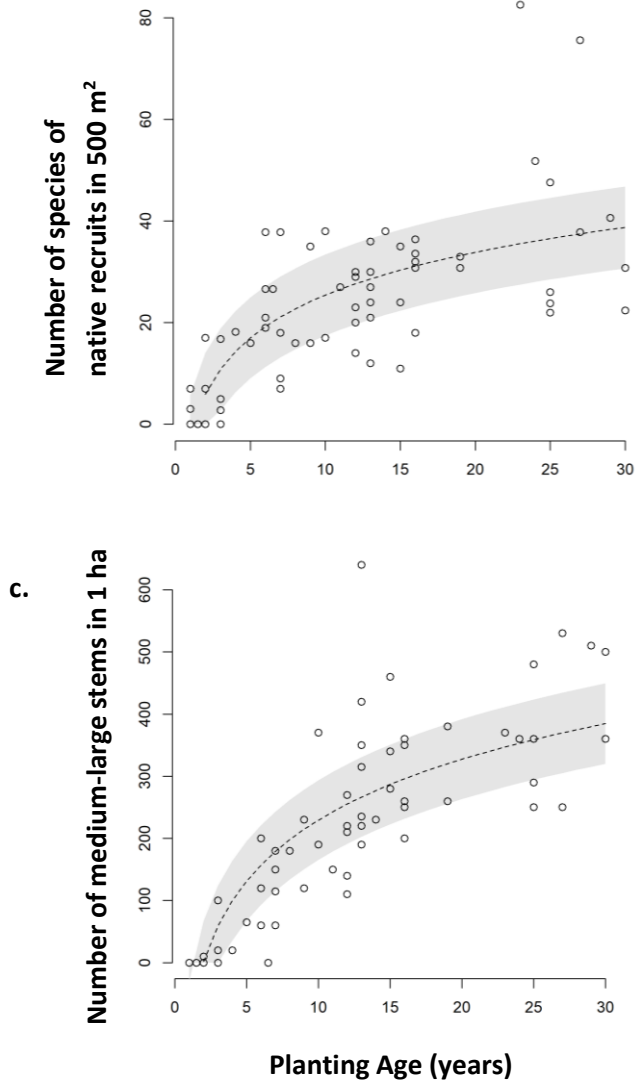 Number of species of
native recruits in 500 m²
80
60
40
20
0
0 5 10 15 20 25 30
c.
Number of medium-large stems in 1 ha
600
500
400
300
200
100
0
0 5 10 15 20 25 30
Planting Age (years)